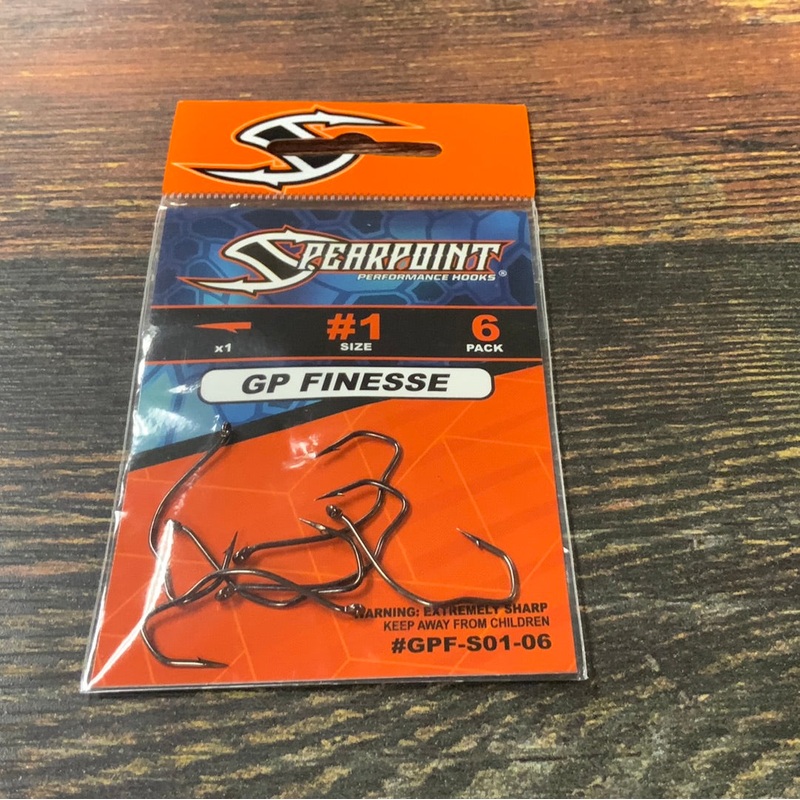 SPEARPOINT
PERFORMANCE HOOKS®
x1
#1
SIZE
6
PACK
GP FINESSE
WARNING: EXTREMELY SHARP
KEEP AWAY FROM CHILDREN
#GPF-S01-06